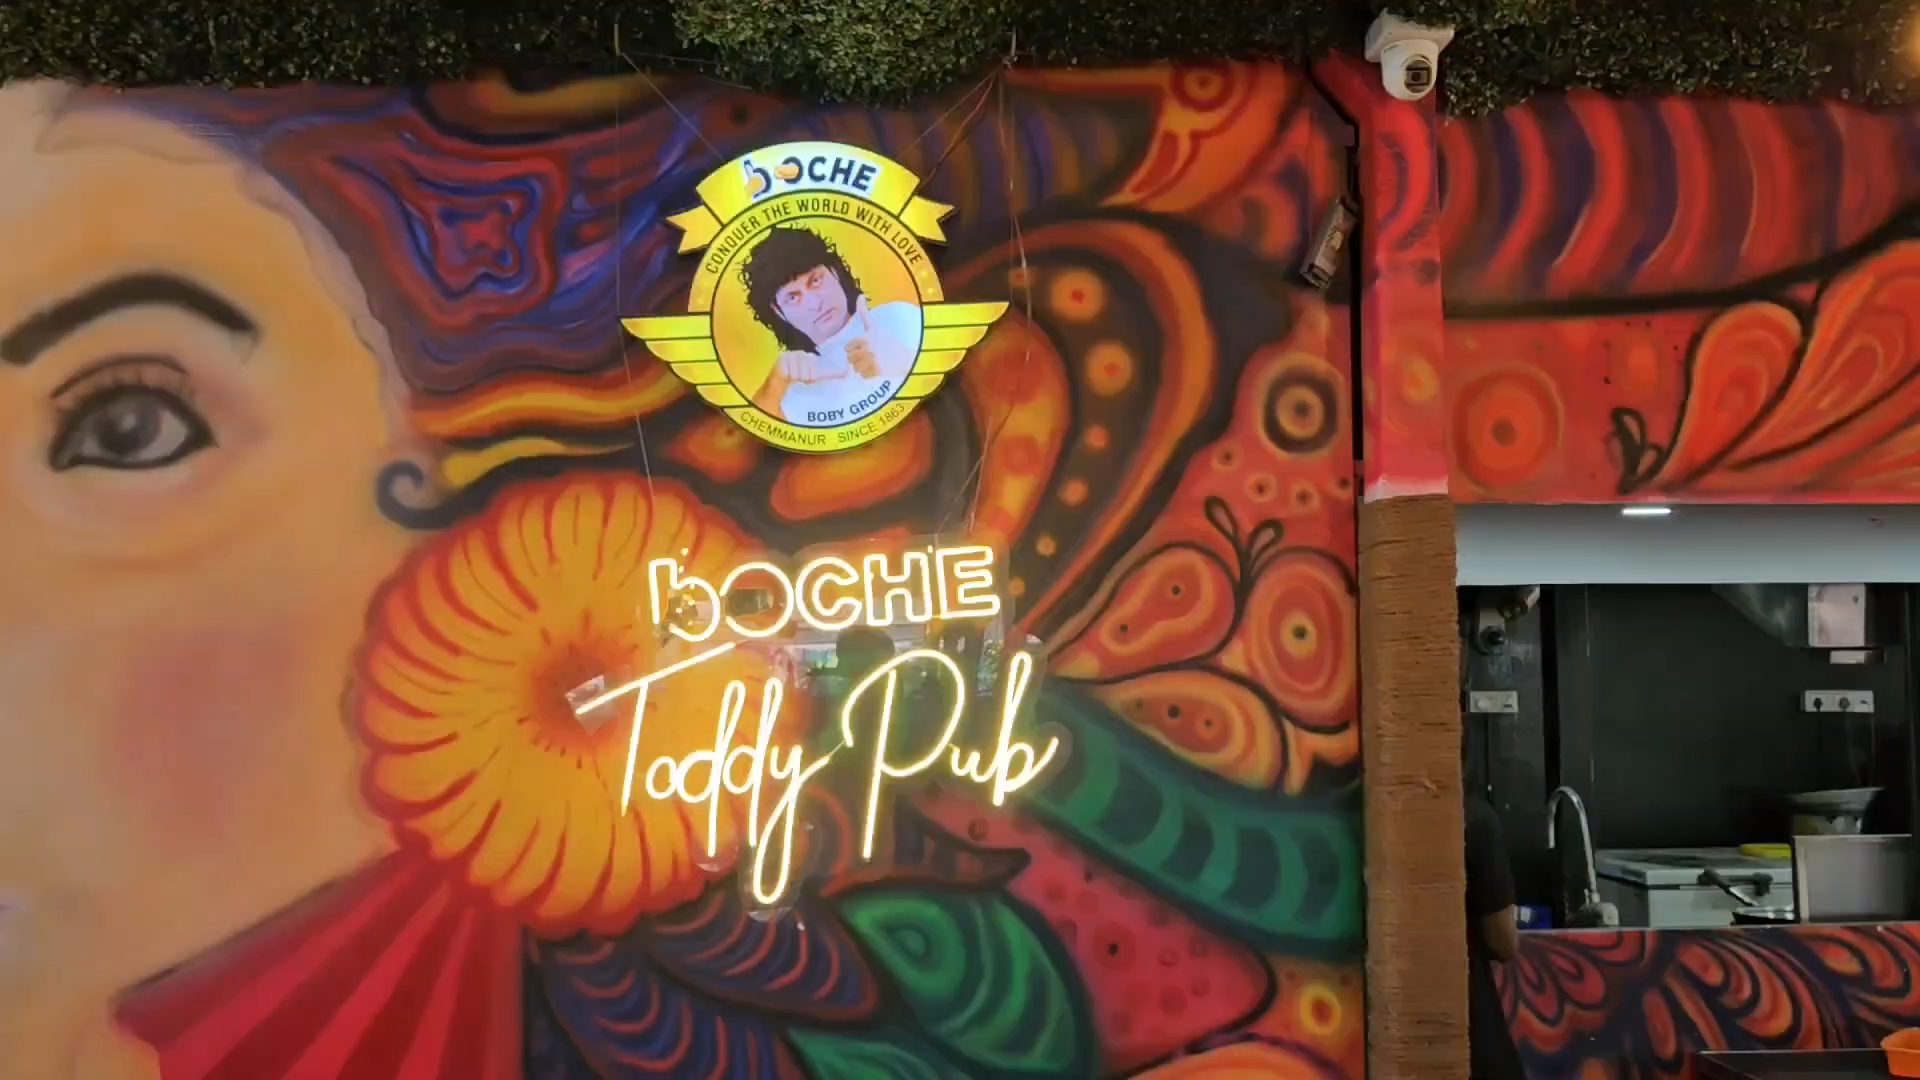 boCHE
CONQUER THE WORLD WITH LOVE
BOBY GROUP
CHEMMANUR SINCE 1863
boCHE
Toddy Pub